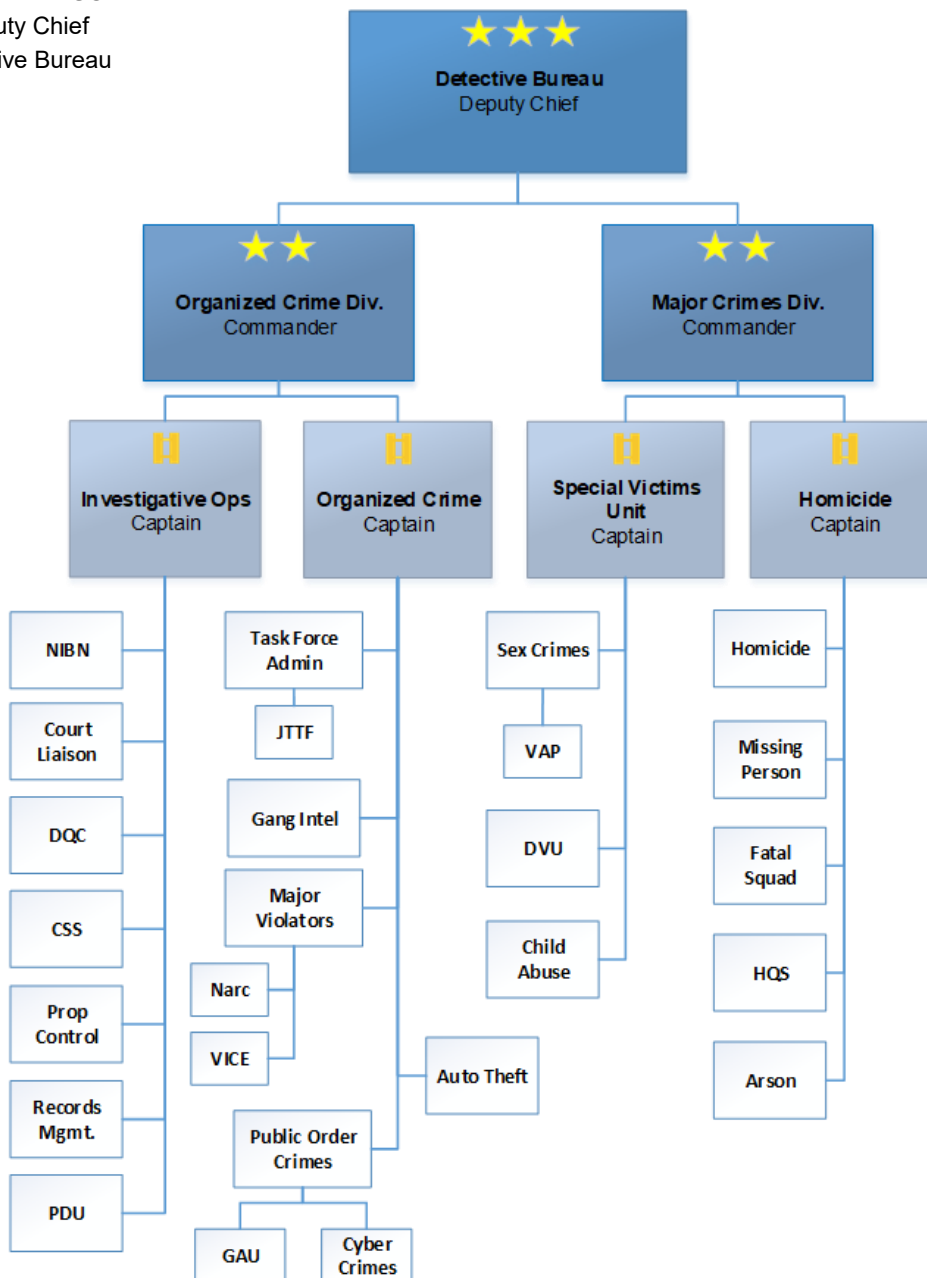 uty Chief
ive Bureau
Detective Bureau
Deputy Chief
Organized Crime Div.
Commander
Major Crimes Div.
Commander
Investigative Ops
Captain
Organized Crime
Captain
Special Victims
Unit
Captain
Homicide
Captain
NIBN
Court
Liaison
DQC
CSS
Prop
Control
Records
Mgmt.
PDU
Task Force
Admin
JTTF
Gang Intel
Major
Violators
Narc
VICE
Auto Theft
Public Order
Crimes
GAU
Cyber
Crimes
Sex Crimes
VAP
DVU
Child
Abuse
Homicide
Missing
Person
Fatal
Squad
HQS
Arson